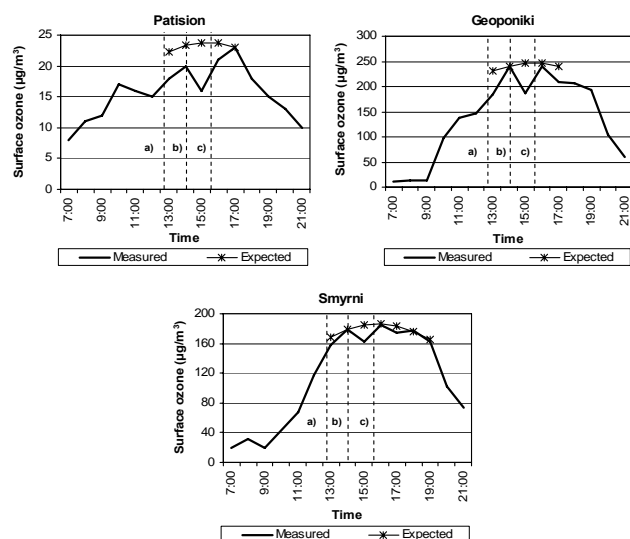 Patision
Surface ozone (µg/m³)
25
20
15
10
5
0
a)
b)
c)
7:00
9:00
11:00
13:00
15:00
17:00
19:00
21:00
Time
Measured
Expected
Geoponiki
Surface ozone (µg/m³)
300
250
200
150
100
50
0
a)
b)
c)
7:00
9:00
11:00
13:00
15:00
17:00
19:00
21:00
Time
Measured
Expected
Smyrni
Surface ozone (µg/m³)
200
160
120
80
40
0
a)
b)
c)
7:00
9:00
11:00
13:00
15:00
17:00
19:00
21:00
Time
Measured
Expected